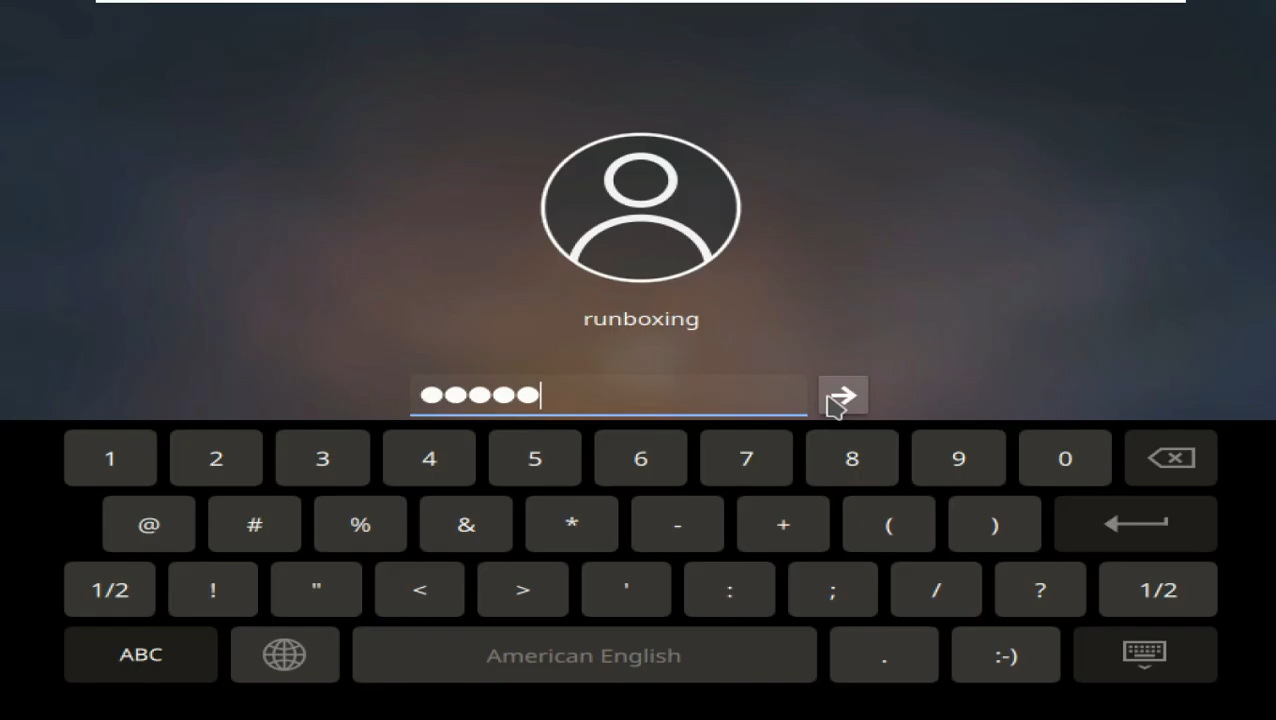 runboxing
1 2 3 4 5 6 7 8 9 0
@ # % & * - + ( )
1/2 ! " < > ' : ; / ? 1/2
ABC American English . :-)